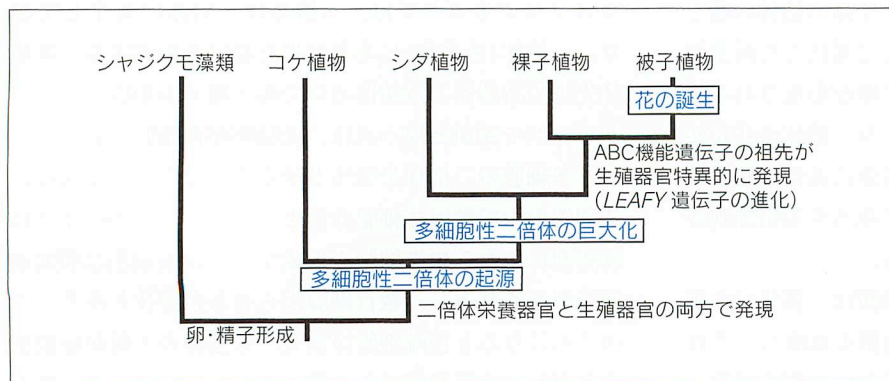 シャジクモ藻類 コケ植物 シダ植物 裸子植物 被子植物
花の誕生
ABC機能遺伝子の祖先が
生殖器官特異的に発現
(LEAFY 遺伝子の進化)
多細胞性二倍体の巨大化
多細胞性二倍体の起源
二倍体栄養器官と生殖器官の両方で発現
卵・精子形成